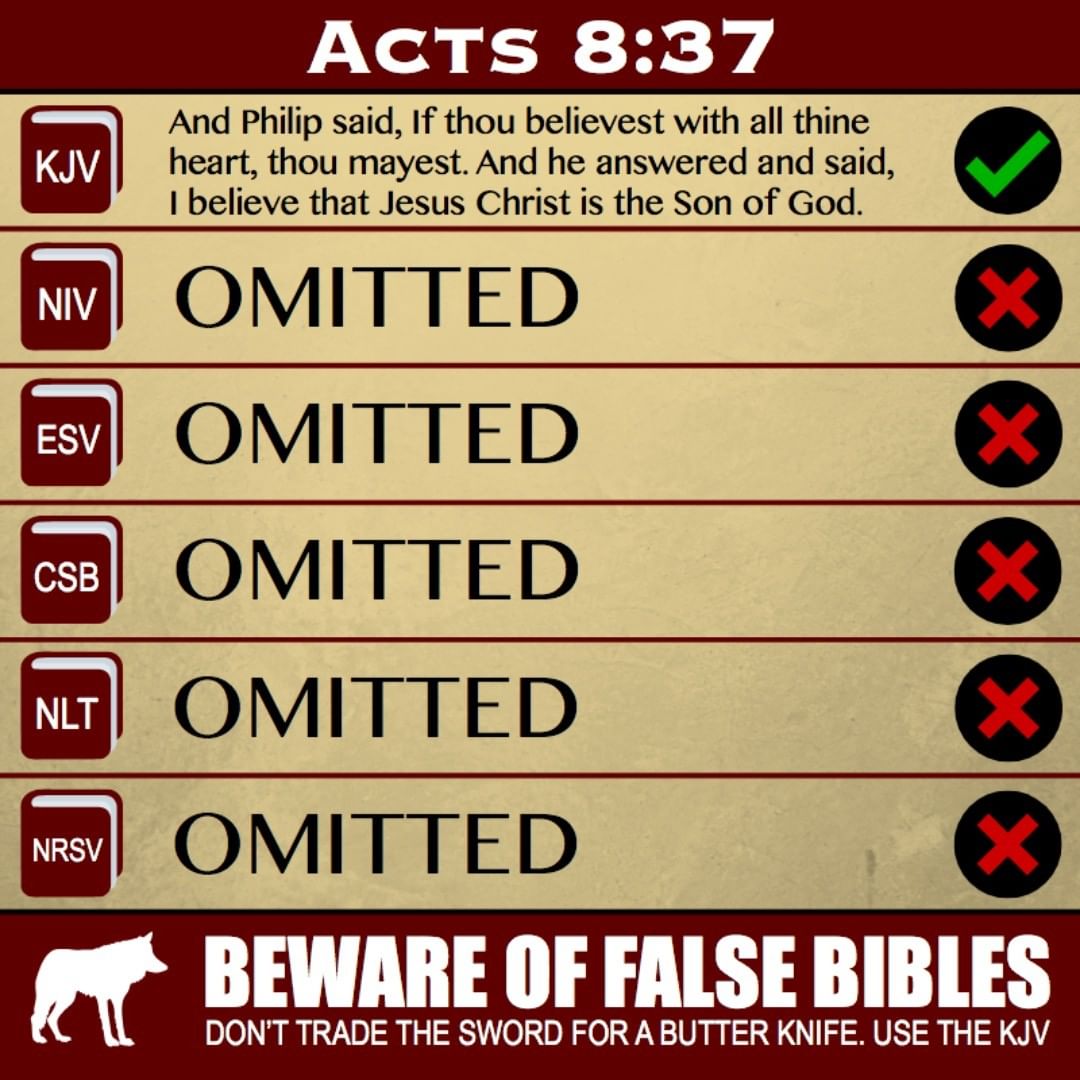 ACTS 8:37
KJV
And Philip said, If thou believest with all thine
heart, thou mayest. And he answered and said,
I believe that Jesus Christ is the Son of God.
NIV
OMITTED
ESV
OMITTED
CSB
OMITTED
NLT
OMITTED
NRSV
OMITTED
BEWARE OF FALSE BIBLES
DON'T TRADE THE SWORD FOR A BUTTER KNIFE. USE THE KJV